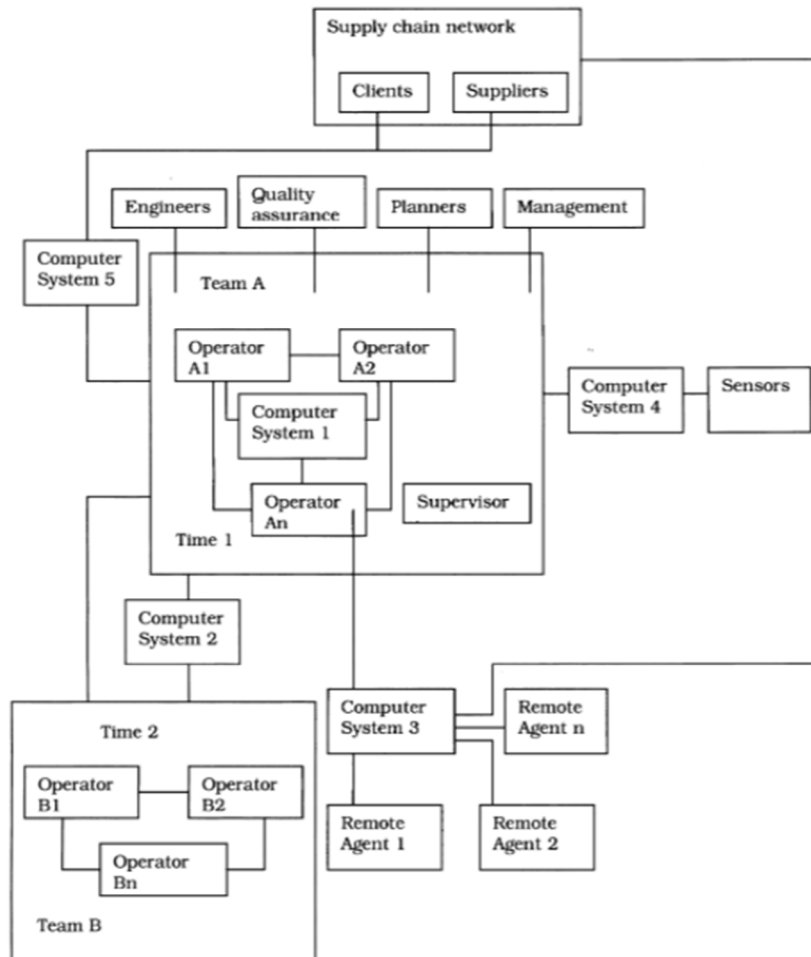 Supply chain network
Clients
Suppliers
Engineers
Quality
assurance
Planners
Management
Computer
System 5
Team A
Operator
A1
Operator
A2
Computer
System 1
Computer
System 4
Sensors
Operator
An
Supervisor
Time 1
Computer
System 2
Time 2
Computer
System 3
Remote
Agent n
Operator
B1
Operator
B2
Remote
Agent 1
Remote
Agent 2
Operator
Bn
Team B